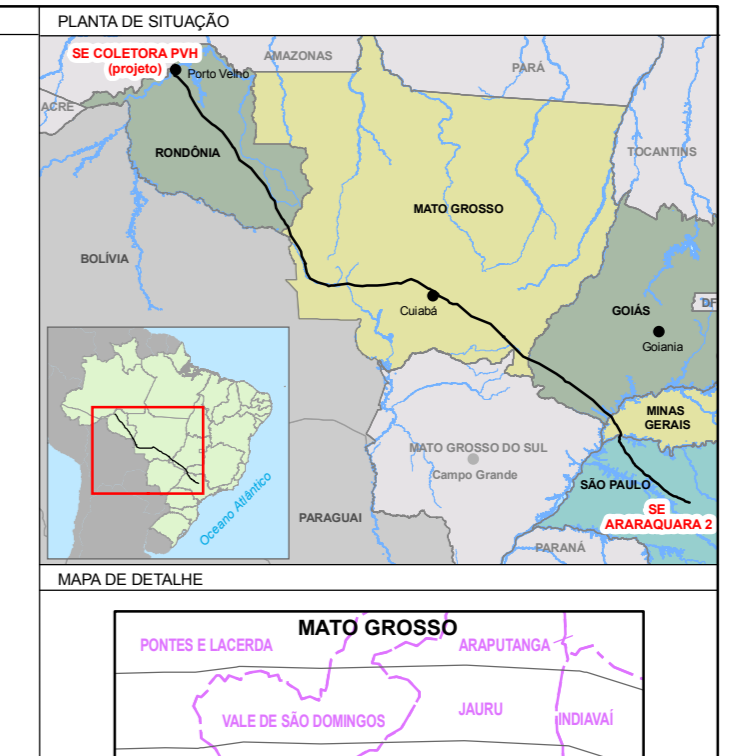 PLANTA DE SITUAÇÃO
SE COLETORA PVH
(projeto)
Porto Velho
AMAZONAS
PARÁ
ACRE
RONDÔNIA
TOCANTINS
MATO GROSSO
BOLÍVIA
Cuiabá
GOIÁS
DF
Goiania
MINAS
GERAIS
MATO GROSSO DO SUL
Campo Grande
SÃO PAULO
SE
ARARAQUARA 2
PARAGUAI
PARANÁ
Oceano Atlântico
MAPA DE DETALHE
MATO GROSSO
PONTES E LACERDA
ARAPUTANGA
VALE DE SÃO DOMINGOS
JAURU
INDIAVAÍ